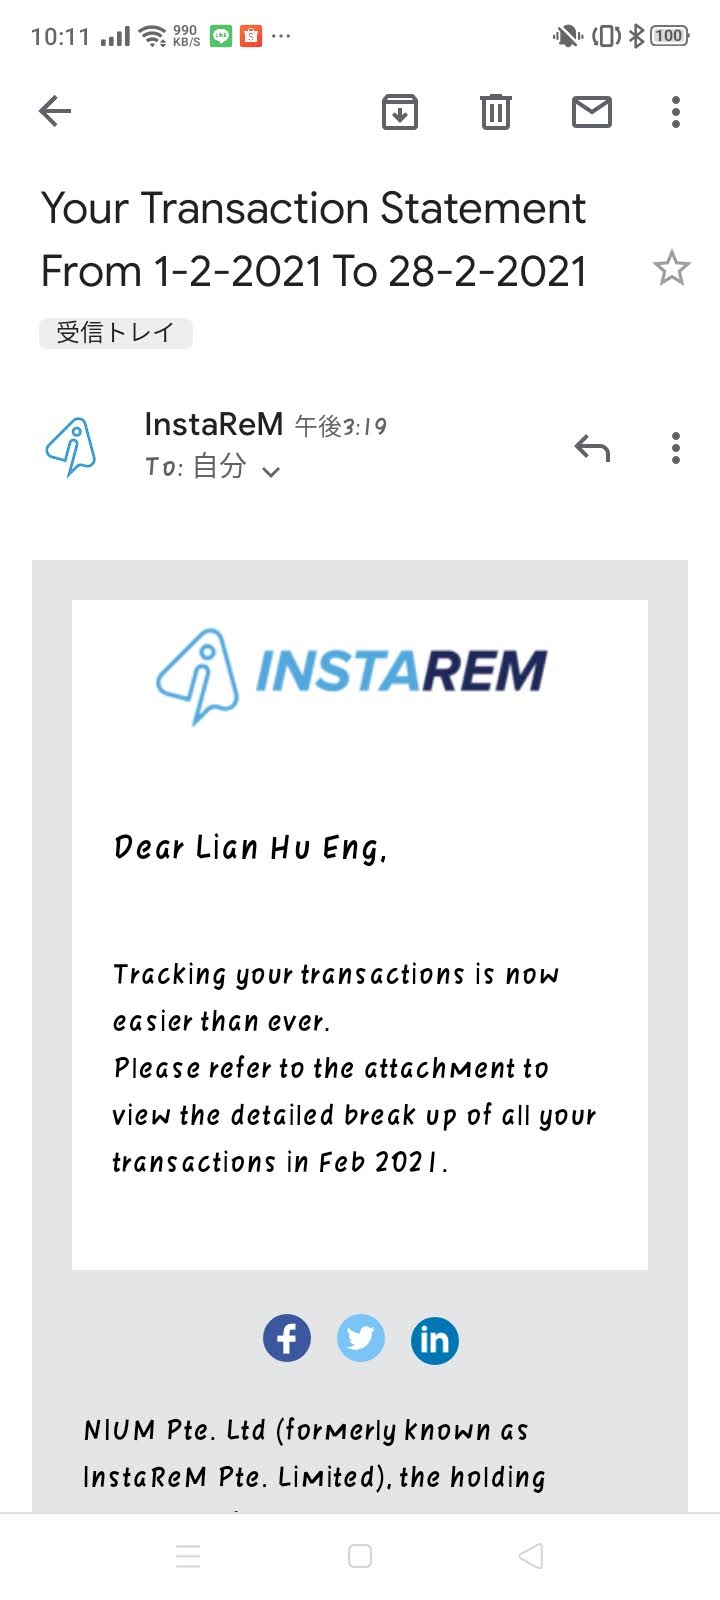 10:11 990 KB/S LINE S ... 100
Your Transaction Statement
From 1-2-2021 To 28-2-2021
受信トレイ
InstaReM 午後3:19
To: 自分
INSTAREM
Dear Lian Hu Eng,
Tracking your transactions is now
easier than ever.
Please refer to the attachment to
view the detailed break up of all your
transactions in Feb 2021.
f in
NIUM Pte. Ltd (formerly known as
InstaReM Pte. Limited), the holding